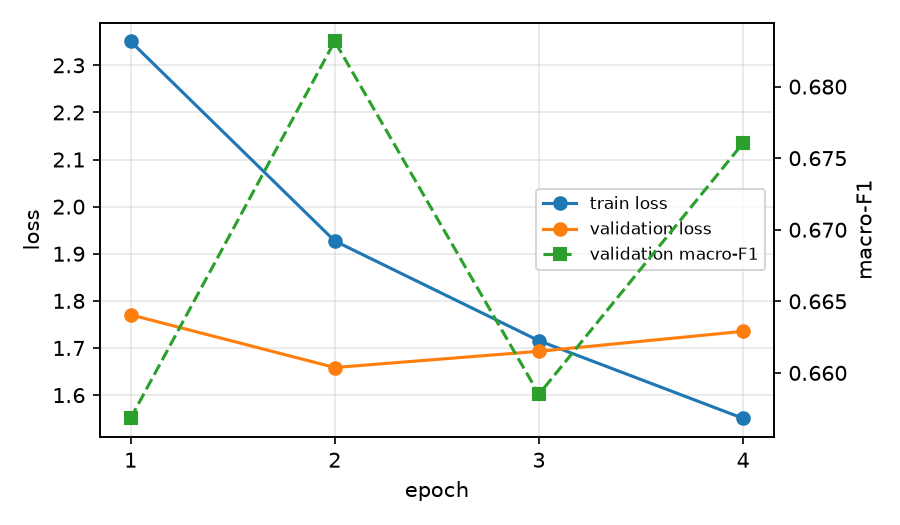 2.3
2.2
2.1
2.0
1.9
1.8
1.7
1.6
loss
0.680
0.675
0.670
0.665
0.660
macro-F1
train loss
validation loss
validation macro-F1
1 2 3 4
epoch